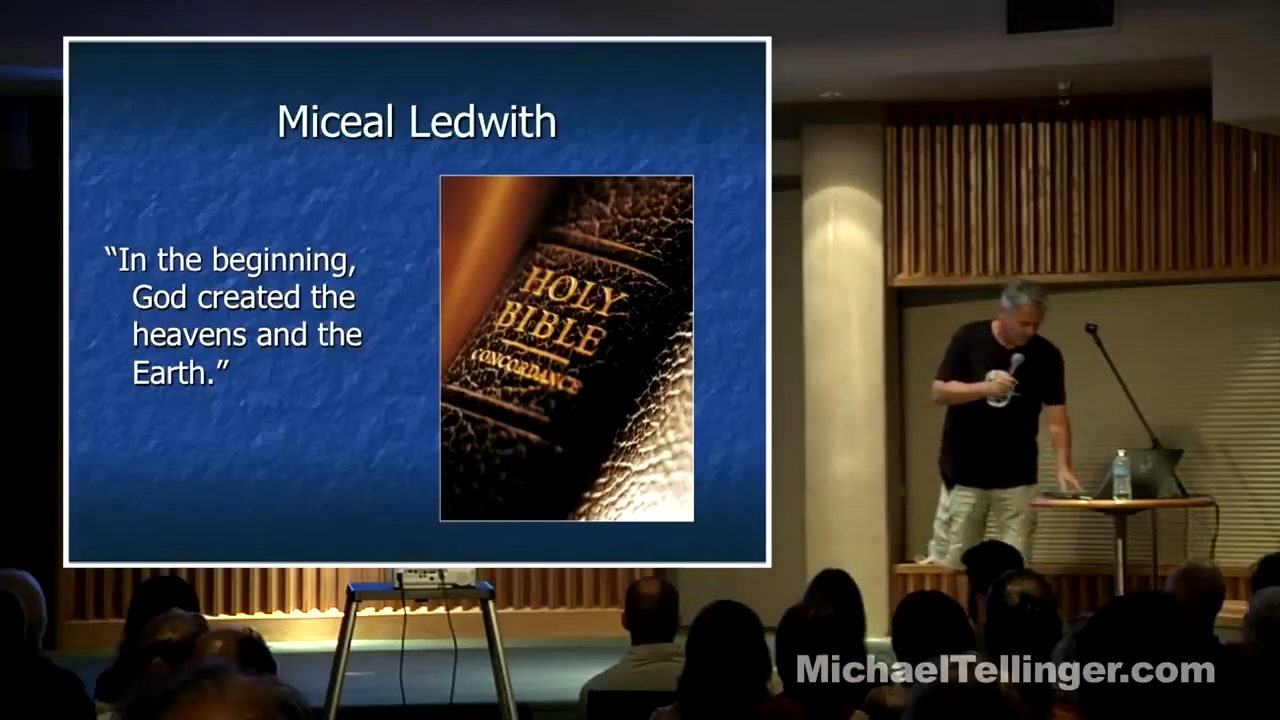 Miceal Ledwith
“In the beginning,
God created the
heavens and the
Earth.”
HOLY
BIBLE
CONCORDANCE
MichaelTellinger.com